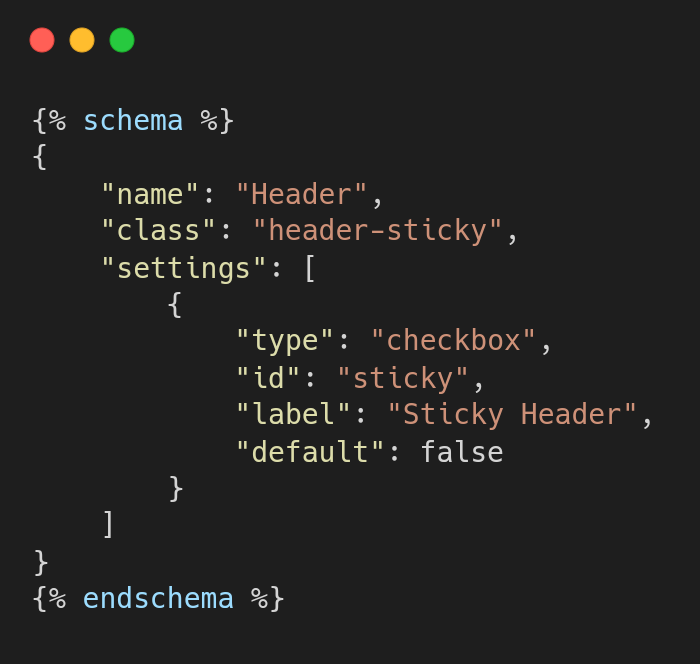 {% schema %}
{
    "name": "Header",
    "class": "header-sticky",
    "settings": [
        {
            "type": "checkbox",
            "id": "sticky",
            "label": "Sticky Header",
            "default": false
        }
    ]
}
{% endschema %}